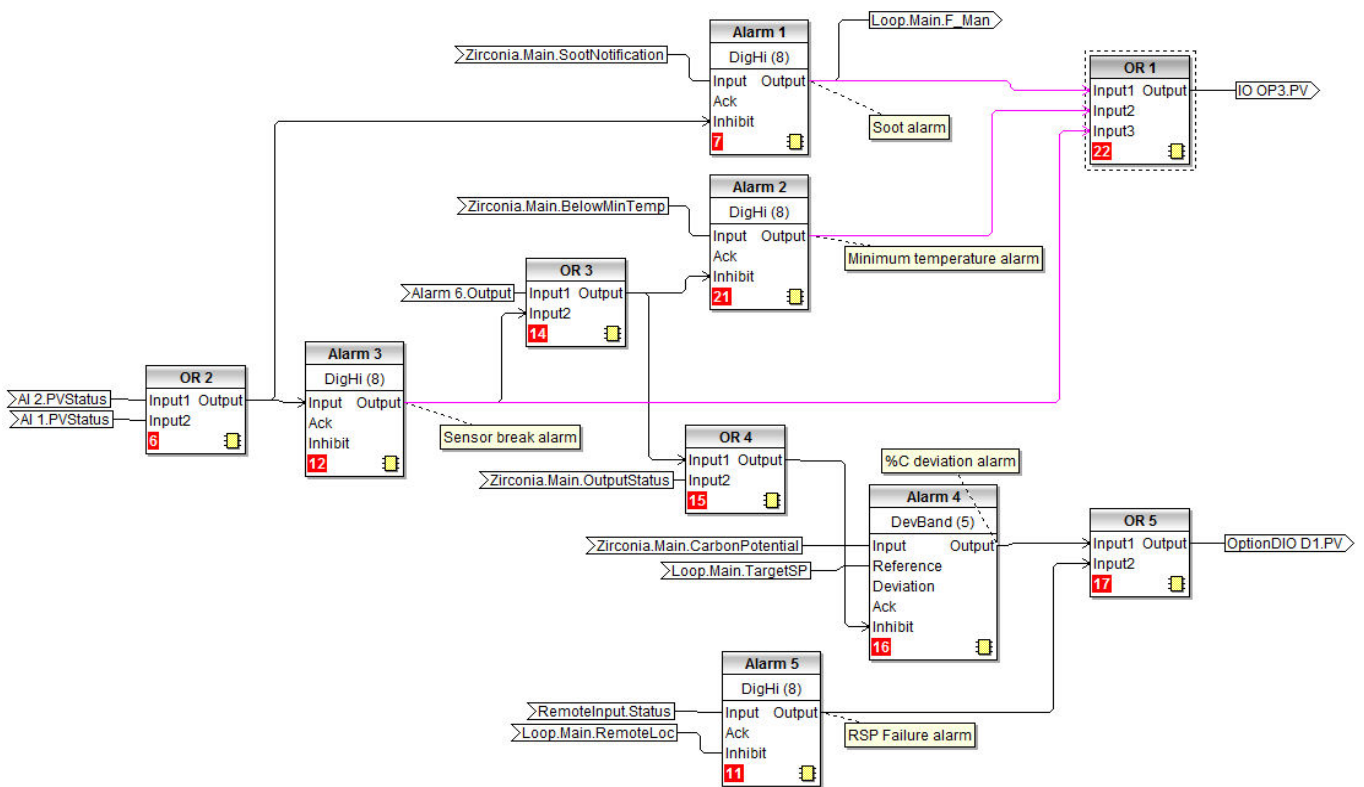 Alarm 1
DigHi (8)
Zirconia.Main.SootNotification
Input Output
Ack
Inhibit
7
Loop.Main.F_Man
Soot alarm
OR 1
Input1 Output
Input2
Input3
22
IO OP3.PV
Alarm 2
DigHi (8)
Zirconia.Main.BelowMinTemp
Input Output
Ack
Inhibit
21
Minimum temperature alarm
OR 3
Alarm 6.Output
Input1 Output
Input2
14
OR 2
AI 2.PVStatus
AI 1.PVStatus
Input1 Output
Input2
6
Alarm 3
DigHi (8)
Input Output
Ack
Inhibit
12
Sensor break alarm
OR 4
Input1 Output
Zirconia.Main.OutputStatus
Input2
15
%C deviation alarm
Alarm 4
DevBand (5)
Zirconia.Main.CarbonPotential
Loop.Main.TargetSP
Input Output
Reference
Deviation
Ack
Inhibit
16
OR 5
Input1 Output
Input2
17
OptionDIO D1.PV
Alarm 5
DigHi (8)
RemoteInput.Status
Loop.Main.RemoteLoc
Input Output
Ack
Inhibit
11
RSP Failure alarm